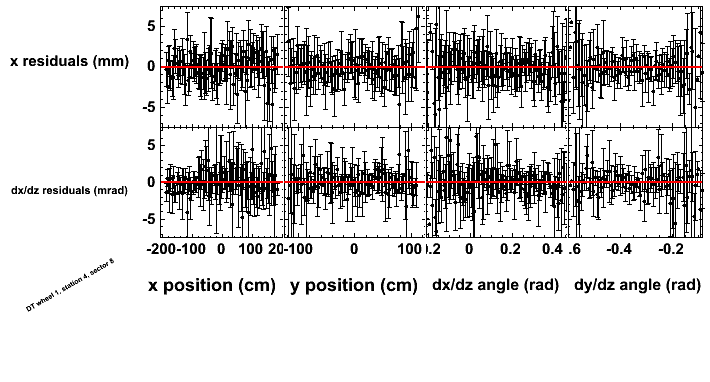 x residuals (mm)
5
0
-5
dx/dz residuals (mrad)
5
0
-5
-200 -100 0 100 20 -100 0 100 .2 0 0.2 0.4 .6 -0.4 -0.2
x position (cm) y position (cm) dx/dz angle (rad) dy/dz angle (rad)
DT wheel 1, station 4, sector 8